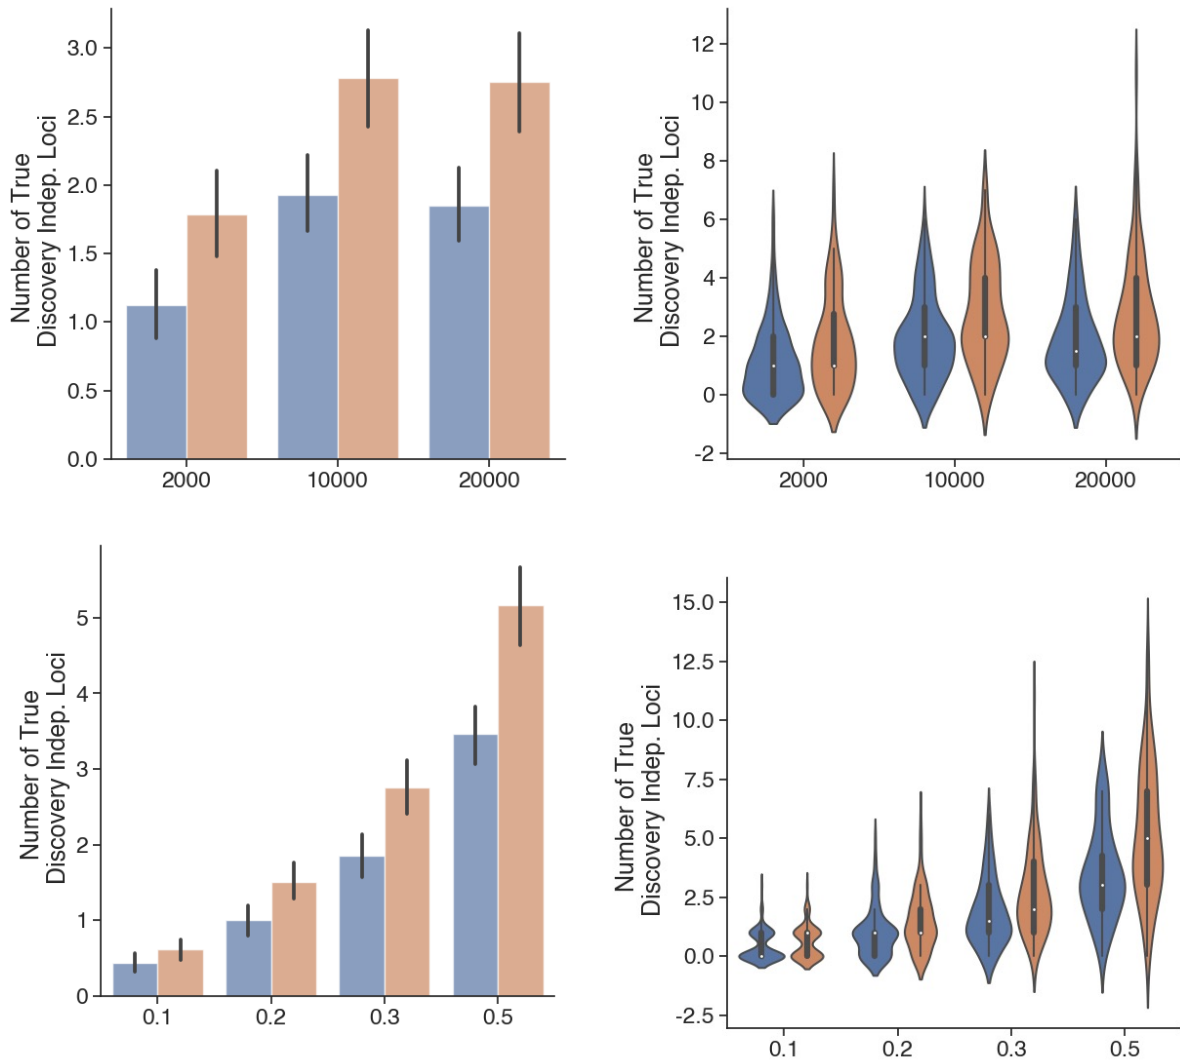 Number of True
Discovery Indep. Loci
3.0
2.5
2.0
1.5
1.0
0.5
0.0
2000 10000 20000
Number of True
Discovery Indep. Loci
12
10
8
6
4
2
0
-2
2000 10000 20000
Number of True
Discovery Indep. Loci
5
4
3
2
1
0
0.1 0.2 0.3 0.5
Number of True
Discovery Indep. Loci
15.0
12.5
10.0
7.5
5.0
2.5
0.0
-2.5
0.1 0.2 0.3 0.5